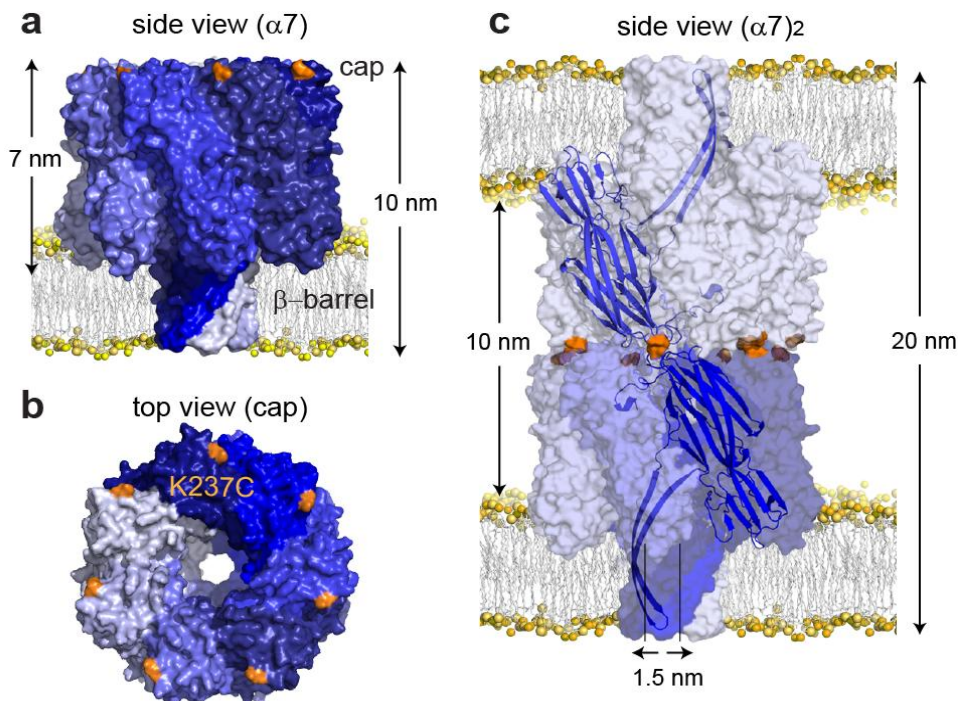 a
side view (α7)
cap
7 nm
10 nm
β–barrel
b
top view (cap)
K237C
c
side view (α7)2
10 nm
20 nm
1.5 nm